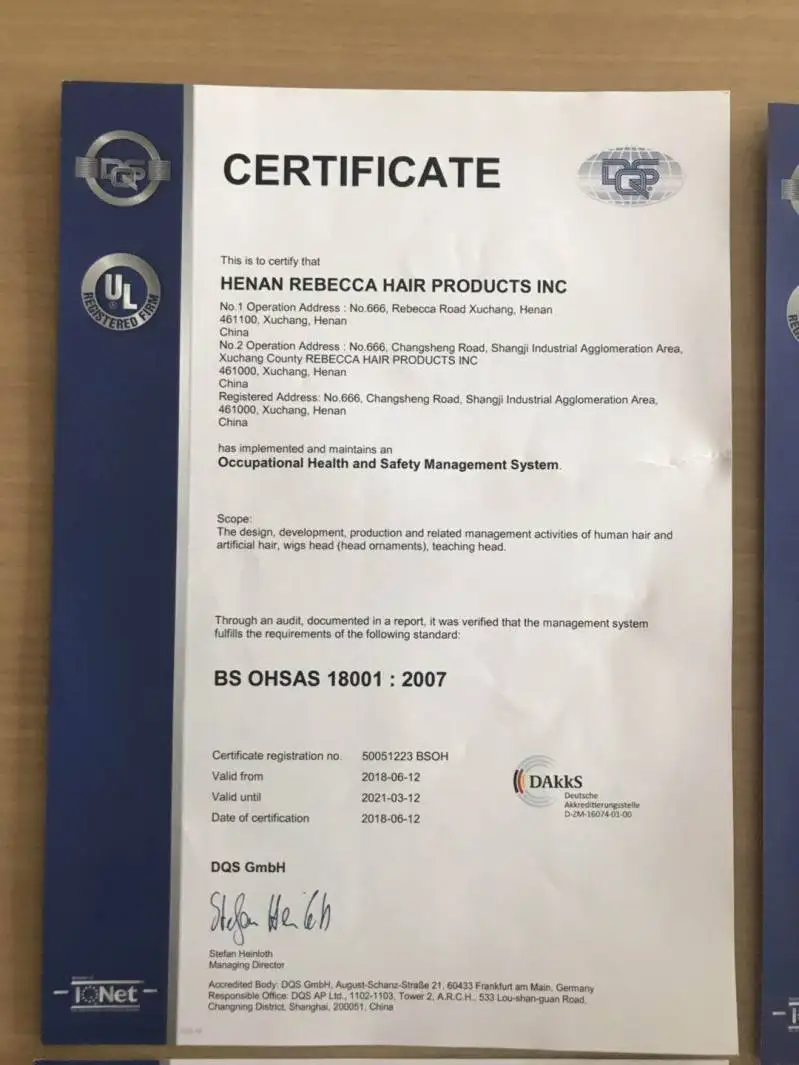 DQS
CERTIFICATE
DQS
UL
®
REGISTERED FIRM
This is to certify that
HENAN REBECCA HAIR PRODUCTS INC
No.1 Operation Address : No.666, Rebecca Road Xuchang, Henan
461100, Xuchang, Henan
China
No.2 Operation Address : No.666, Changsheng Road, Shangji Industrial Agglomeration Area,
Xuchang County REBECCA HAIR PRODUCTS INC
461000, Xuchang, Henan
China
Registered Address: No.666, Changsheng Road, Shangji Industrial Agglomeration Area,
461000, Xuchang, Henan
China
has implemented and maintains an
Occupational Health and Safety Management System.
Scope:
The design, development, production and related management activities of human hair and
artificial hair, wigs head (head ornaments), teaching head.
Through an audit, documented in a report, it was verified that the management system
fulfills the requirements of the following standard:
BS OHSAS 18001 : 2007
Certificate registration no. 50051223 BSOH
Valid from 2018-06-12
Valid until 2021-03-12
Date of certification 2018-06-12
DAkkS
Deutsche
Akkreditierungsstelle
D-ZM-16074-01-00
DQS GmbH
Stefan Heinloth
Stefan Heinloth
Managing Director
IQNet
Accredited Body: DQS GmbH, August-Schanz-Straße 21, 60433 Frankfurt am Main, Germany
Responsible Office: DQS AP Ltd., 1102-1103, Tower 2, A.R.C.H., 533 Lou-shan-guan Road,
Changning District, Shanghai, 200051, China